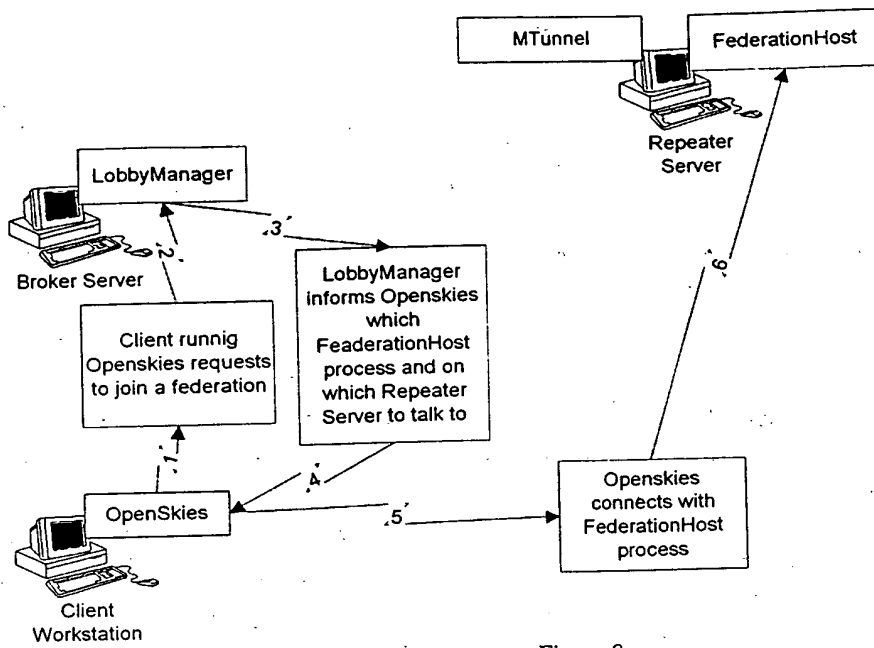 MTunnel
FederationHost
Repeater
Server
LobbyManager
Broker Server
.2'
.3'
Client runnig
Openskies requests
to join a federation
LobbyManager
informs Openskies
which
FeaderationHost
process and on
which Repeater
Server to talk to
.1'
.4'
OpenSkies
.5'
Client
Workstation
Openskies
connects with
FederationHost
process
.6'